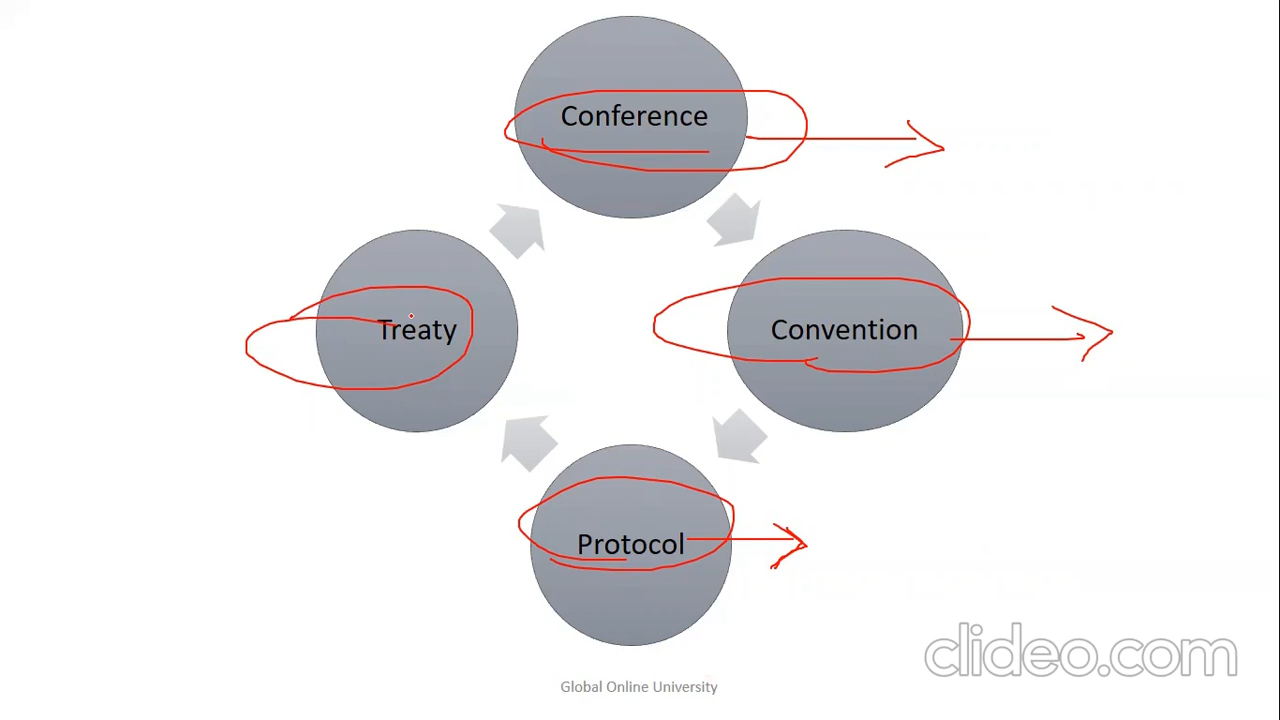 Conference
Treaty
Convention
Protocol
clideo.com
Global Online University